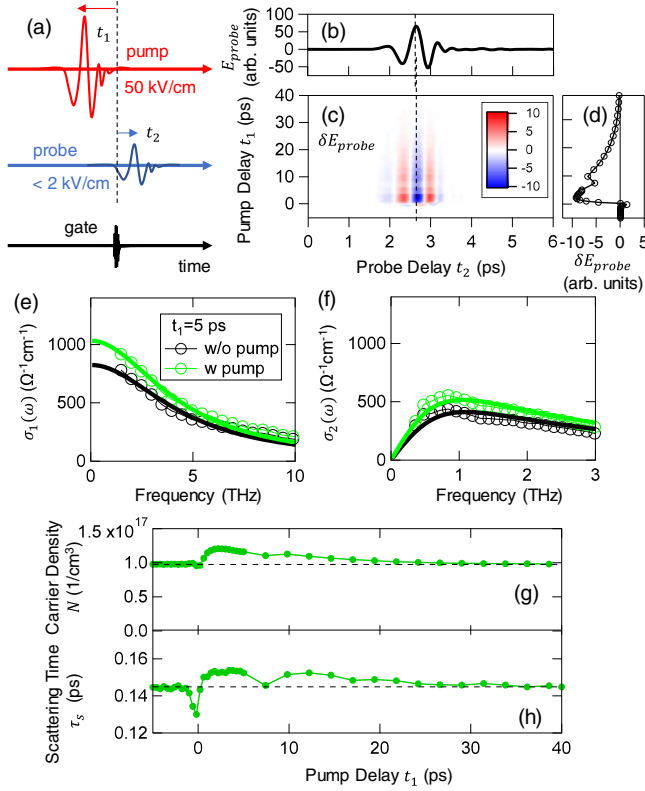 (a)
t₁
pump
50 kV/cm
t₂
probe
< 2 kV/cm
gate
time
(b)
E_probe
(arb. units)
100
50
0
-50
(c)
δE_probe
Pump Delay t₁ (ps)
40
30
20
10
0
10
5
0
-5
-10
0 1 2 3 4 5 6
Probe Delay t₂ (ps)
(d)
-10 -5 0 5
δE_probe
(arb. units)
(e)
t₁=5 ps
w/o pump
w pump
σ₁(ω) (Ω⁻¹cm⁻¹)
1000
500
0
0 5 10
Frequency (THz)
(f)
σ₂(ω) (Ω⁻¹cm⁻¹)
1000
500
0
0 1 2 3
Frequency (THz)
Carrier Density
N (1/cm³)
1.5 x10¹⁷
1.0
0.5
0.0
(g)
Scattering Time
τₛ (ps)
0.16
0.14
0.12
(h)
0 10 20 30 40
Pump Delay t₁ (ps)